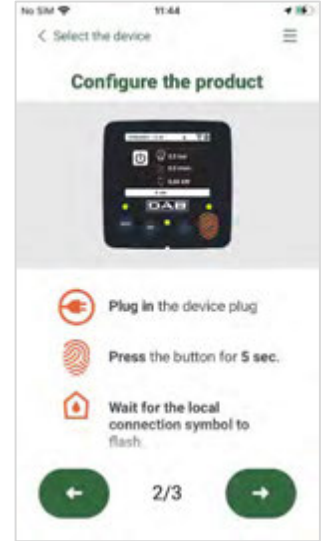 No SIM
11:44
Select the device
Configure the product
DAB
Plug in the device plug
Press the button for 5 sec.
Wait for the local
connection symbol to
flash.
2/3